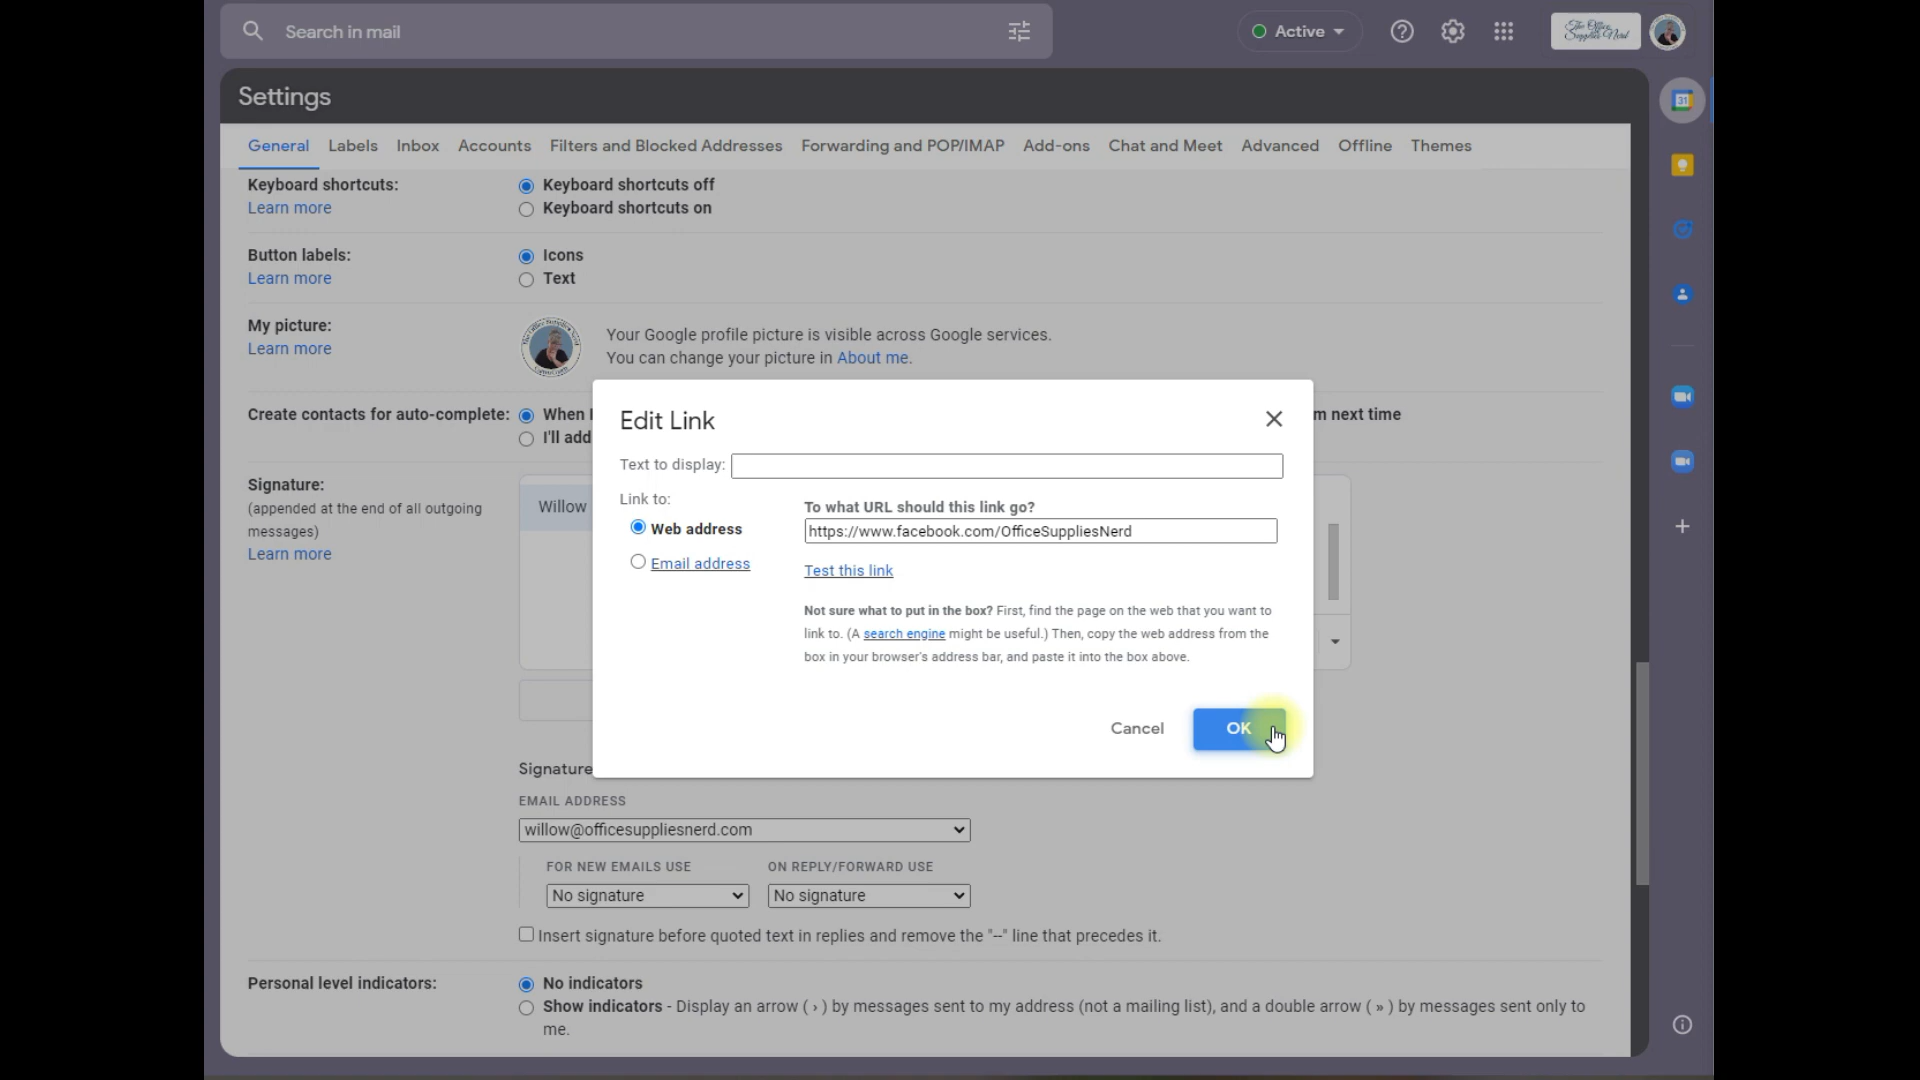 Search in mail
Active
The Office
Supplies Nerd
Settings
31
General Labels Inbox Accounts Filters and Blocked Addresses Forwarding and POP/IMAP Add-ons Chat and Meet Advanced Offline Themes
Keyboard shortcuts: Keyboard shortcuts off
Learn more Keyboard shortcuts on
Button labels: Icons
Learn more Text
My picture: Your Google profile picture is visible across Google services.
Learn more You can change your picture in About me.
Create contacts for auto-complete: When m next time
I'll add
Edit Link
Text to display:
Signature: Willow
(appended at the end of all outgoing
messages)
Learn more
Link to: To what URL should this link go?
Web address https://www.facebook.com/OfficeSuppliesNerd
Email address Test this link
Not sure what to put in the box? First, find the page on the web that you want to
link to. (A search engine might be useful.) Then, copy the web address from the
box in your browser's address bar, and paste it into the box above.
Cancel OK
Signature
EMAIL ADDRESS
willow@officesuppliesnerd.com
FOR NEW EMAILS USE ON REPLY/FORWARD USE
No signature No signature
Insert signature before quoted text in replies and remove the "--" line that precedes it.
Personal level indicators: No indicators
Show indicators - Display an arrow ( › ) by messages sent to my address (not a mailing list), and a double arrow ( » ) by messages sent only to
me.